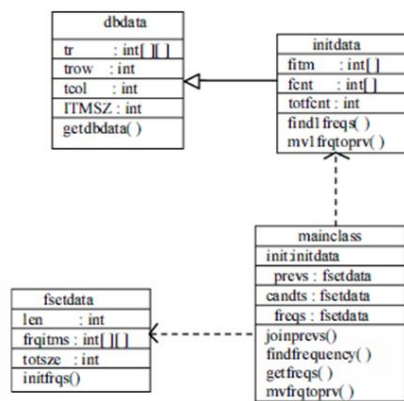 dbdata
tr : int[ ][ ]
trow : int
tcol : int
ITMSZ : int
getdbdata( )
initdata
fitm : int[ ]
fcnt : int[ ]
totfcnt : int
find1freqs( )
mv1frqtoprv( )
mainclass
init:initdata
prevs : fsetdata
candts : fsetdata
freqs : fsetdata
joinprevs()
findfrequency()
getfreqs( )
mvfrqtoprv( )
fsetdata
len : int
frqitms : int[ ][ ]
totsze : int
initfrqs()